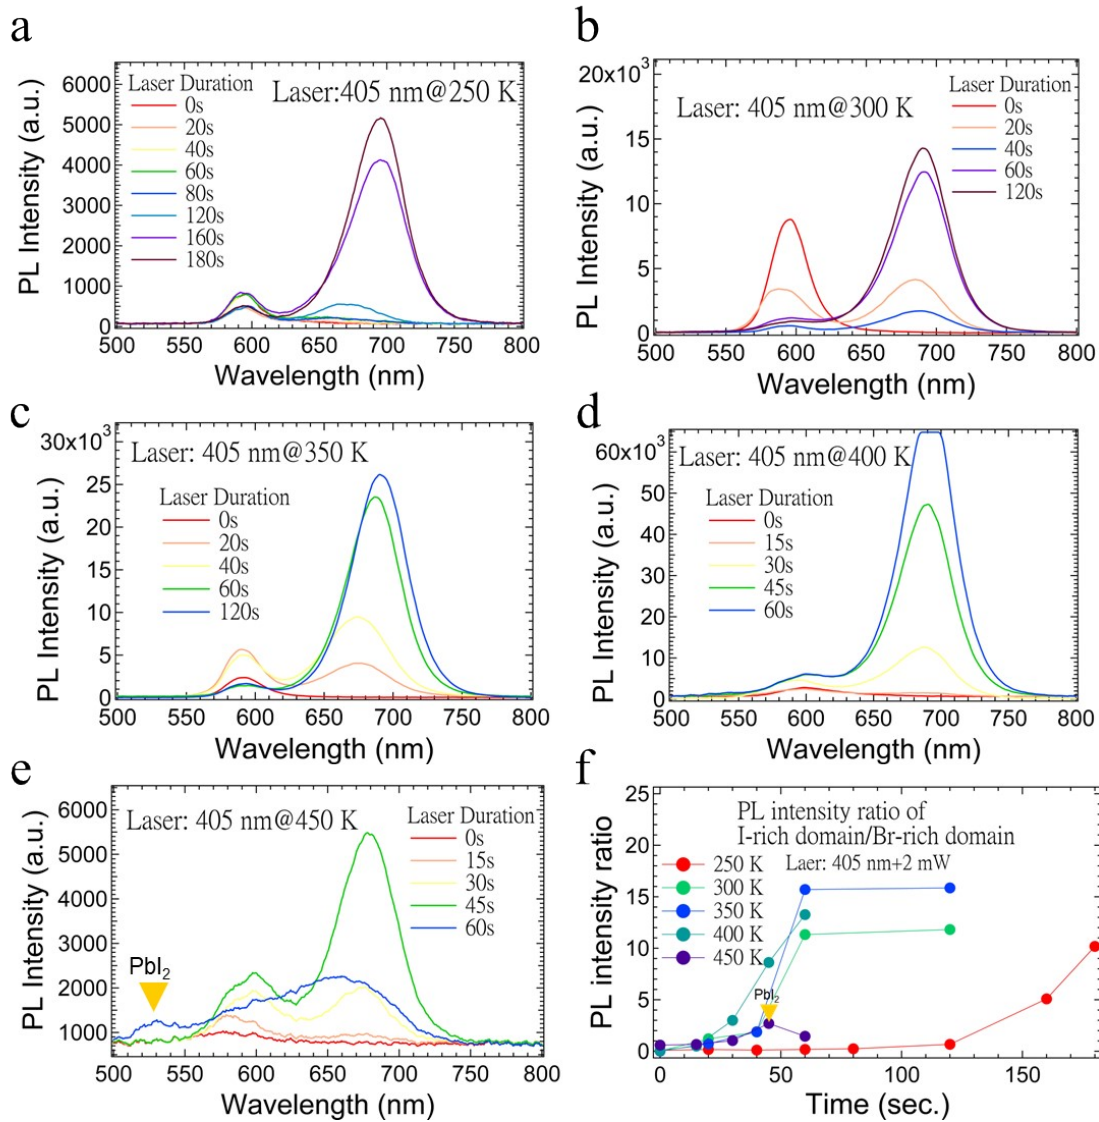 a
Laser Duration
Laser:405 nm@250 K
0s
20s
40s
60s
80s
120s
160s
180s
6000
5000
4000
3000
2000
1000
0
PL Intensity (a.u.)
500 550 600 650 700 750 800
Wavelength (nm)
b
Laser: 405 nm@300 K
Laser Duration
0s
20s
40s
60s
120s
20x10³
15
10
5
0
PL Intensity (a.u.)
500 550 600 650 700 750 800
Wavelength (nm)
c
Laser: 405 nm@350 K
Laser Duration
0s
20s
40s
60s
120s
30x10³
25
20
15
10
5
0
PL Intensity (a.u.)
500 550 600 650 700 750 800
Wavelength (nm)
d
Laser: 405 nm@400 K
Laser Duration
0s
15s
30s
45s
60s
60x10³
50
40
30
20
10
0
PL Intensity (a.u.)
500 550 600 650 700 750 800
Wavelength (nm)
e
Laser: 405 nm@450 K
Laser Duration
0s
15s
30s
45s
60s
PbI₂
6000
5000
4000
3000
2000
1000
PL Intensity (a.u.)
500 550 600 650 700 750 800
Wavelength (nm)
f
PL intensity ratio of
I-rich domain/Br-rich domain
Laer: 405 nm+2 mW
250 K
300 K
350 K
400 K
450 K
PbI₂
25
20
15
10
5
0
PL intensity ratio
0 50 100 150
Time (sec.)